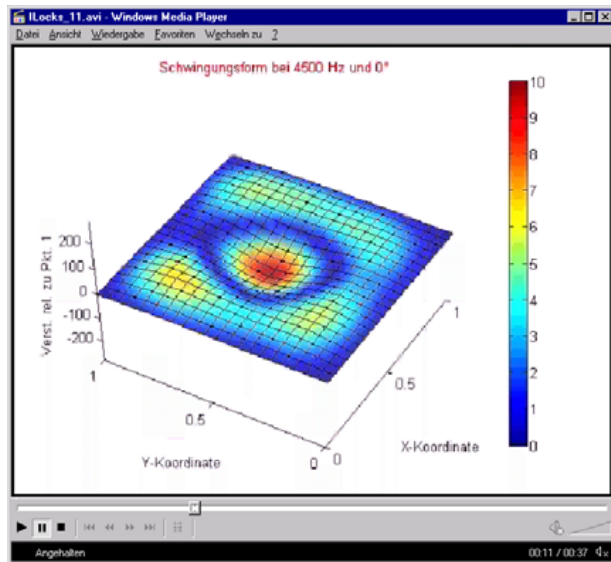 ILocks_11.avi - Windows Media Player
Datei Ansicht Wiedergabe Favoriten Wechseln zu ?
Schwingungsform bei 4500 Hz und 0°
10
9
8
7
6
5
4
3
2
1
0
Verst. rel. zu Pkt. 1
200
100
0
-100
-200
1
0.5
0
Y-Koordinate
0
0.5
1
X-Koordinate
Angehalten
00:11 / 00:37